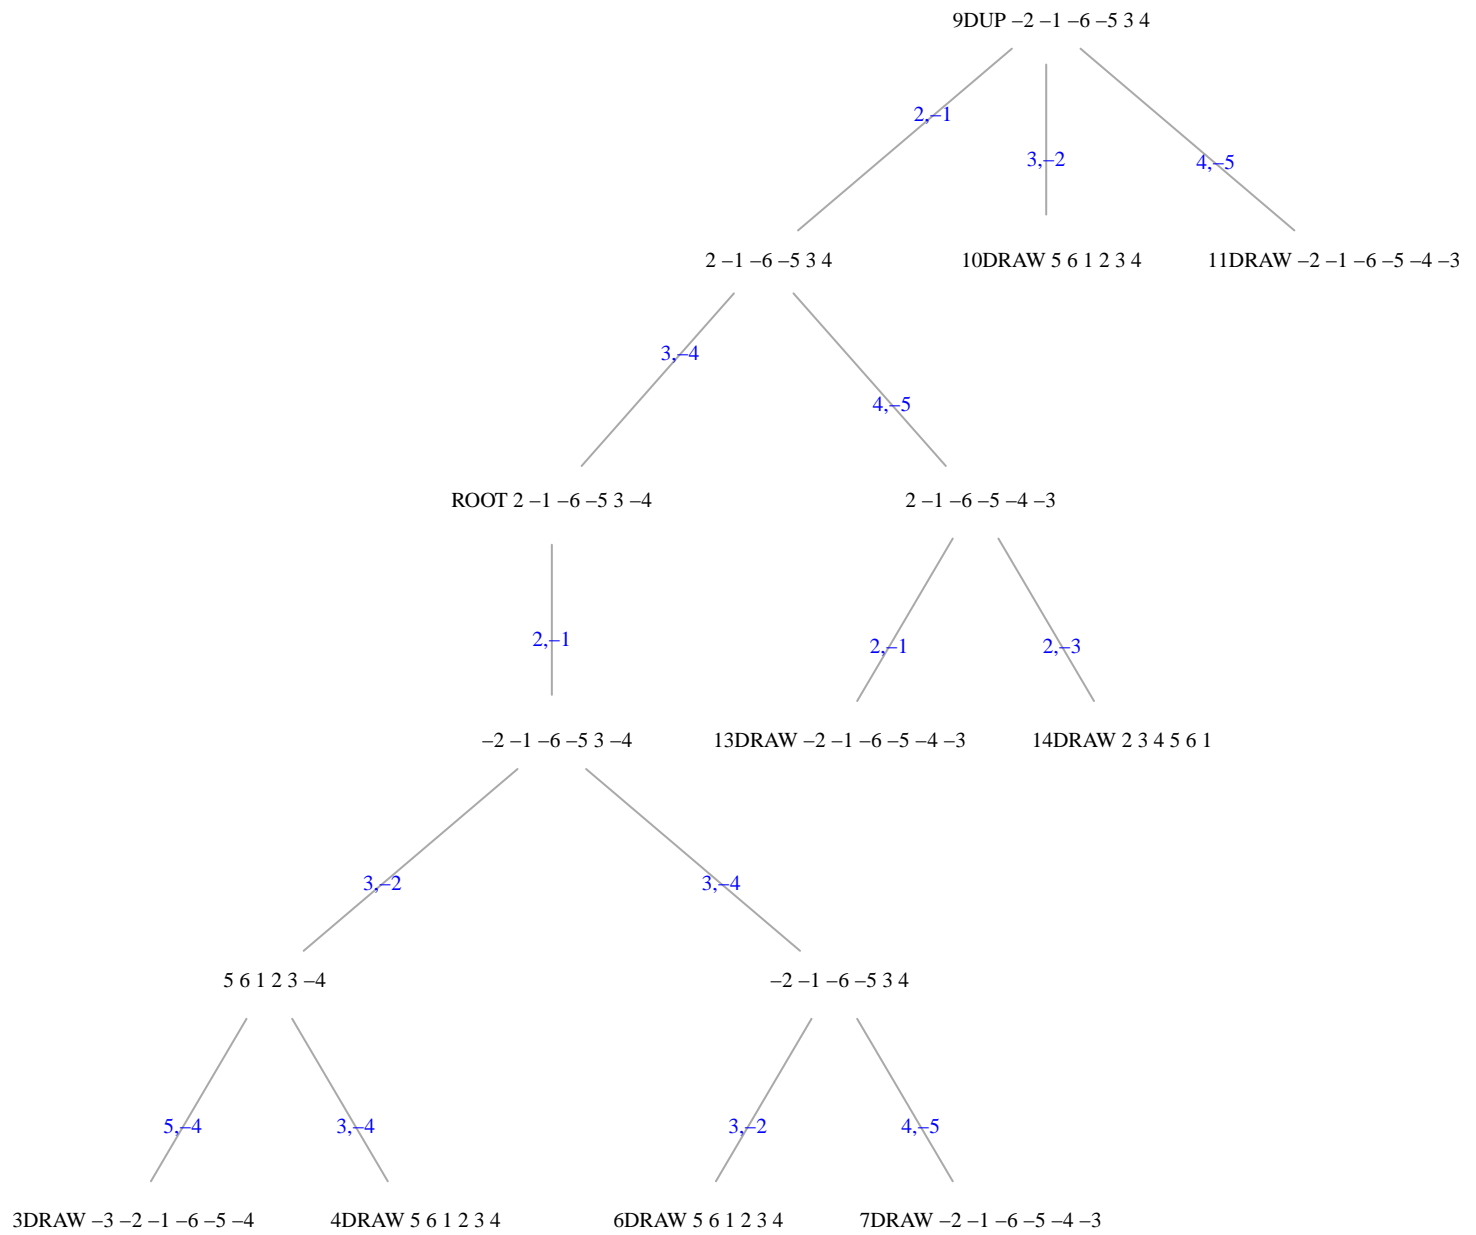 9DUP –2 –1 –6 –5 3 4
2,–1
3,–2
4,–5
2 –1 –6 –5 3 4
10DRAW 5 6 1 2 3 4
11DRAW –2 –1 –6 –5 –4 –3
3,–4
4,–5
ROOT 2 –1 –6 –5 3 –4
2 –1 –6 –5 –4 –3
2,–1
2,–1
2,–3
–2 –1 –6 –5 3 –4
13DRAW –2 –1 –6 –5 –4 –3
14DRAW 2 3 4 5 6 1
3,–2
3,–4
5 6 1 2 3 –4
–2 –1 –6 –5 3 4
5,–4
3,–4
3,–2
4,–5
3DRAW –3 –2 –1 –6 –5 –4
4DRAW 5 6 1 2 3 4
6DRAW 5 6 1 2 3 4
7DRAW –2 –1 –6 –5 –4 –3